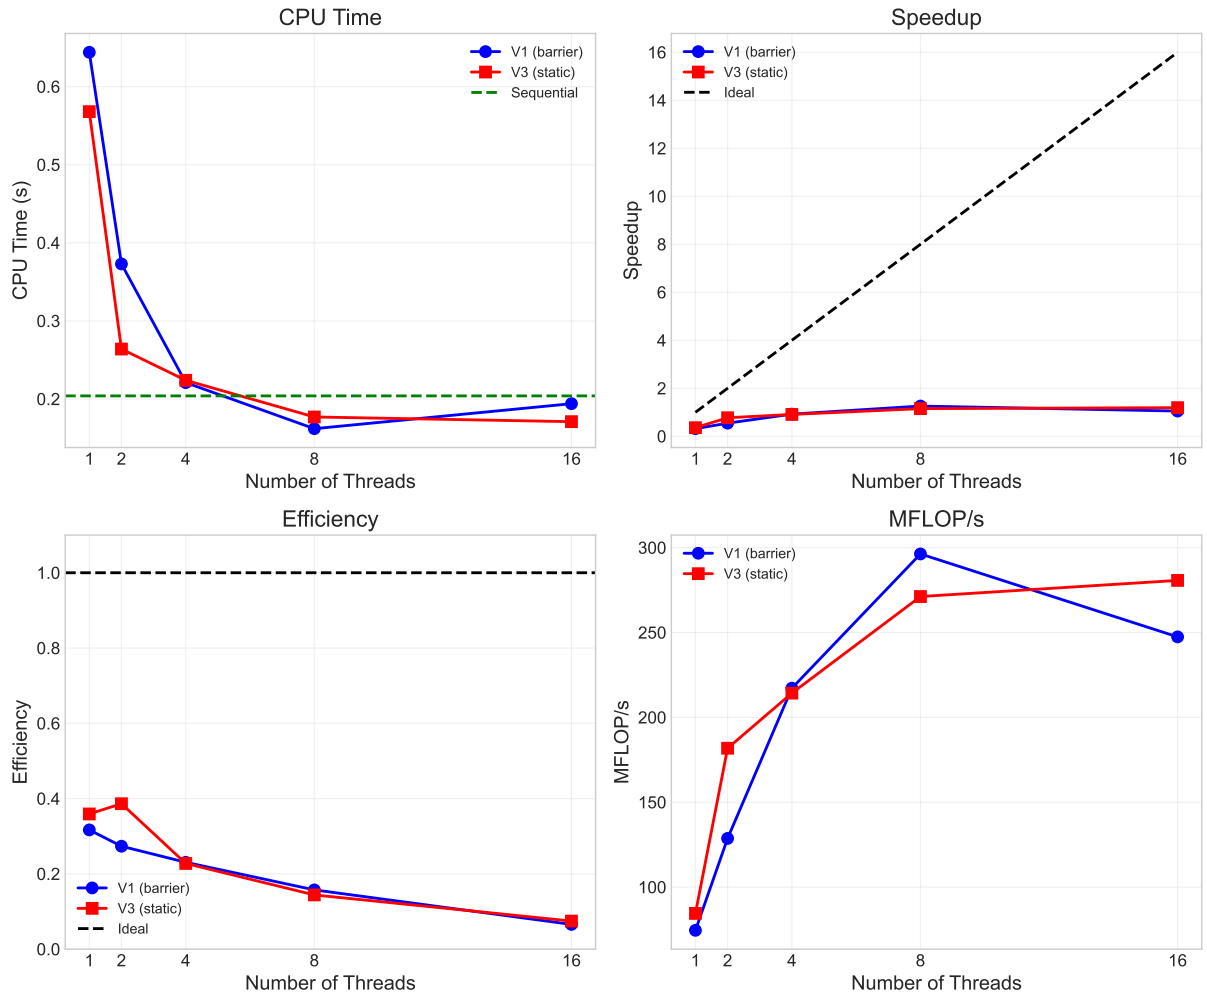 CPU Time
V1 (barrier)
V3 (static)
Sequential
0.6
0.5
0.4
0.3
0.2
CPU Time (s)
1 2 4 8 16
Number of Threads
Speedup
V1 (barrier)
V3 (static)
Ideal
16
14
12
10
8
6
4
2
0
Speedup
1 2 4 8 16
Number of Threads
Efficiency
1.0
0.8
0.6
0.4
0.2
0.0
Efficiency
V1 (barrier)
V3 (static)
Ideal
1 2 4 8 16
Number of Threads
MFLOP/s
V1 (barrier)
V3 (static)
300
250
200
150
100
MFLOP/s
1 2 4 8 16
Number of Threads